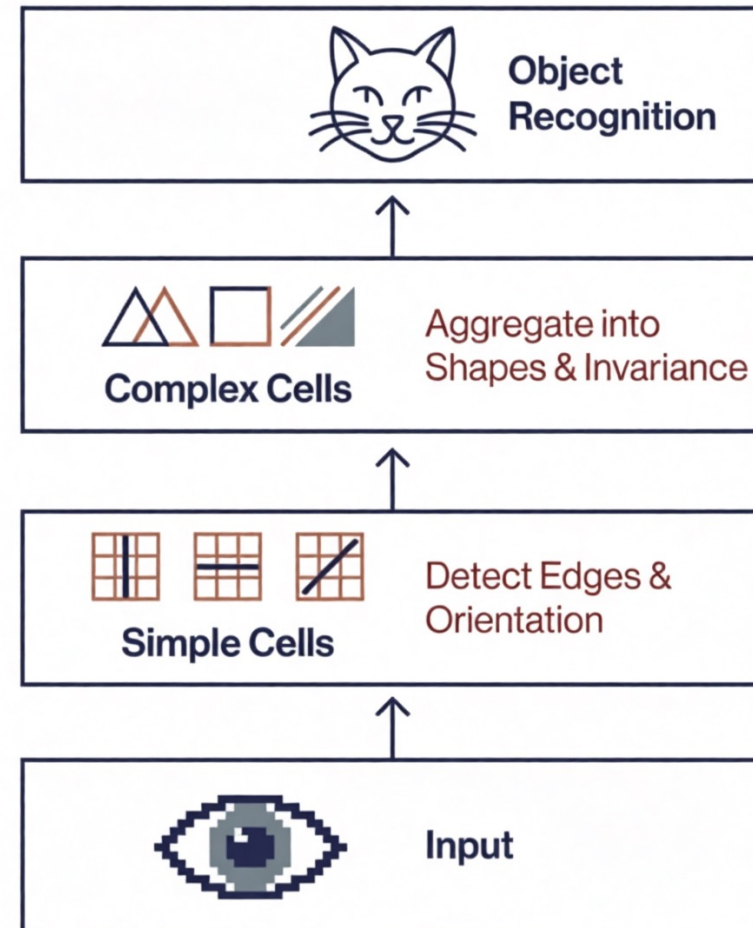 Object
Recognition
Complex Cells
Aggregate into
Shapes & Invariance
Simple Cells
Detect Edges &
Orientation
Input